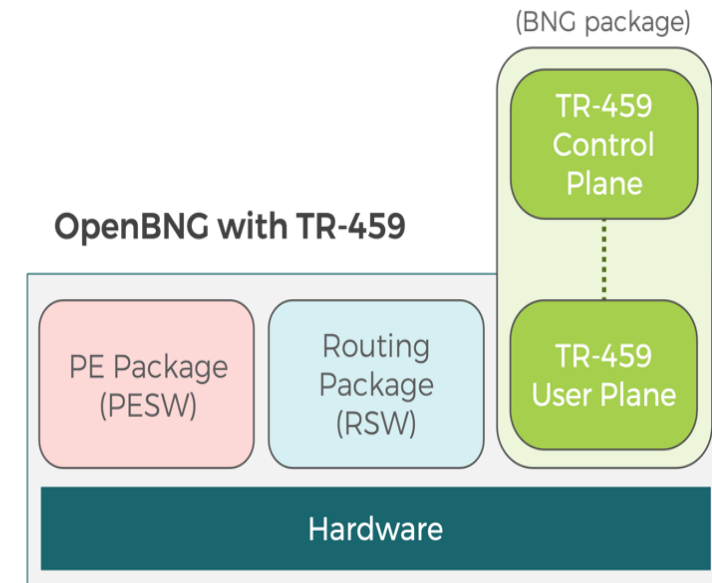 (BNG package)
TR-459
Control
Plane
OpenBNG with TR-459
PE Package
(PESW)
Routing
Package
(RSW)
TR-459
User Plane
Hardware